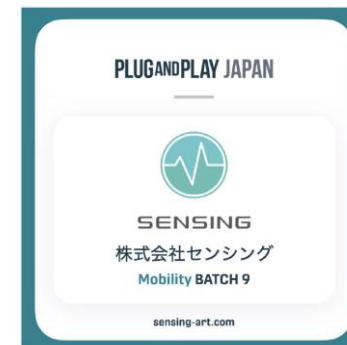 PLUGANDPLAY JAPAN
SENSING
株式会社センシング
Mobility BATCH 9
sensing-art.com